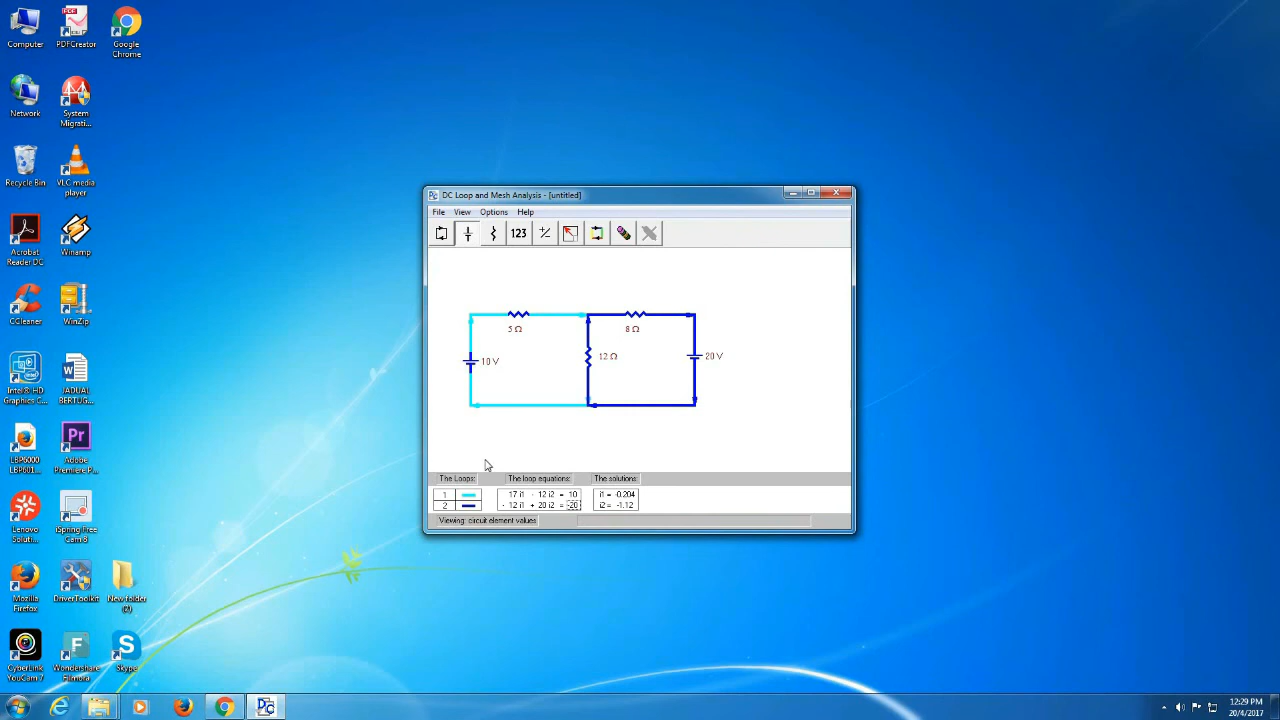 Computer
PDFCreator
Google
Chrome
Network
System
Migrati...
Recycle Bin
VLC media
player
Acrobat
Reader DC
Winamp
CCleaner
WinZip
Intel® HD
Graphics C...
JADUAL
BERTUG...
LBP6000
LBP601...
Adobe
Premiere P...
Lenovo
Soluti...
iSpring Free
Cam 8
Mozilla
Firefox
DriverToolkit
New folder
(2)
CyberLink
YouCam 7
Wondershare
Filmora
Skype
DC Loop and Mesh Analysis - [untitled]
File View Options Help
123
5 Ω
8 Ω
10 V
12 Ω
20 V
The Loops:
The loop equations:
The solutions:
1
17 i1 - 12 i2 = 10
i1 = -0.204
2
- 12 i1 + 20 i2 = -20
i2 = -1.12
Viewing: circuit element values
12:29 PM
20/4/2017